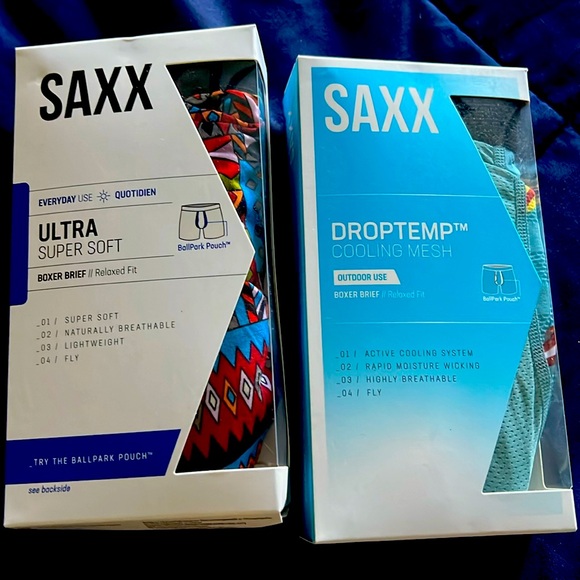 SAXX
EVERYDAY USE QUOTIDIEN
ULTRA
SUPER SOFT
BallPark Pouch™
BOXER BRIEF // Relaxed Fit
_01 / SUPER SOFT
_02 / NATURALLY BREATHABLE
_03 / LIGHTWEIGHT
_04 / FLY
_TRY THE BALLPARK POUCH™
see backside
SAXX
DROPTEMP™
COOLING MESH
OUTDOOR USE
BOXER BRIEF // Relaxed Fit
BallPark Pouch™
_01 / ACTIVE COOLING SYSTEM
_02 / RAPID MOISTURE WICKING
_03 / HIGHLY BREATHABLE
_04 / FLY